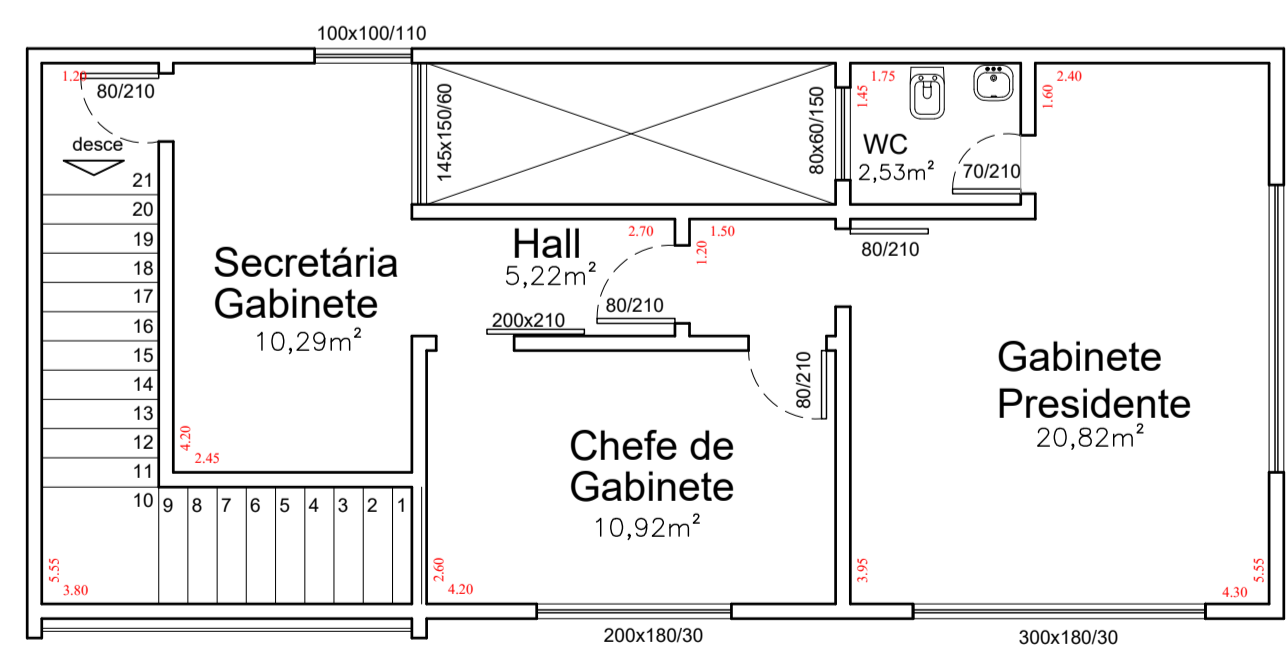 100x100/110
1.20
80/210
desce
145x150/60
80x60/150
1.75
1.45
WC
2,53m²
70/210
2.40
1.60
21
20
19
18
17
16
15
14
13
12
11
10
9 8 7 6 5 4 3 2 1
Secretária
Gabinete
10,29m²
4.20
2.45
Hall
5,22m²
2.70
1.50
1.20
80/210
200x210
80/210
80/210
Chefe de
Gabinete
10,92m²
Gabinete
Presidente
20,82m²
5.55
3.80
2.60
4.20
3.95
5.55
4.30
200x180/30
300x180/30